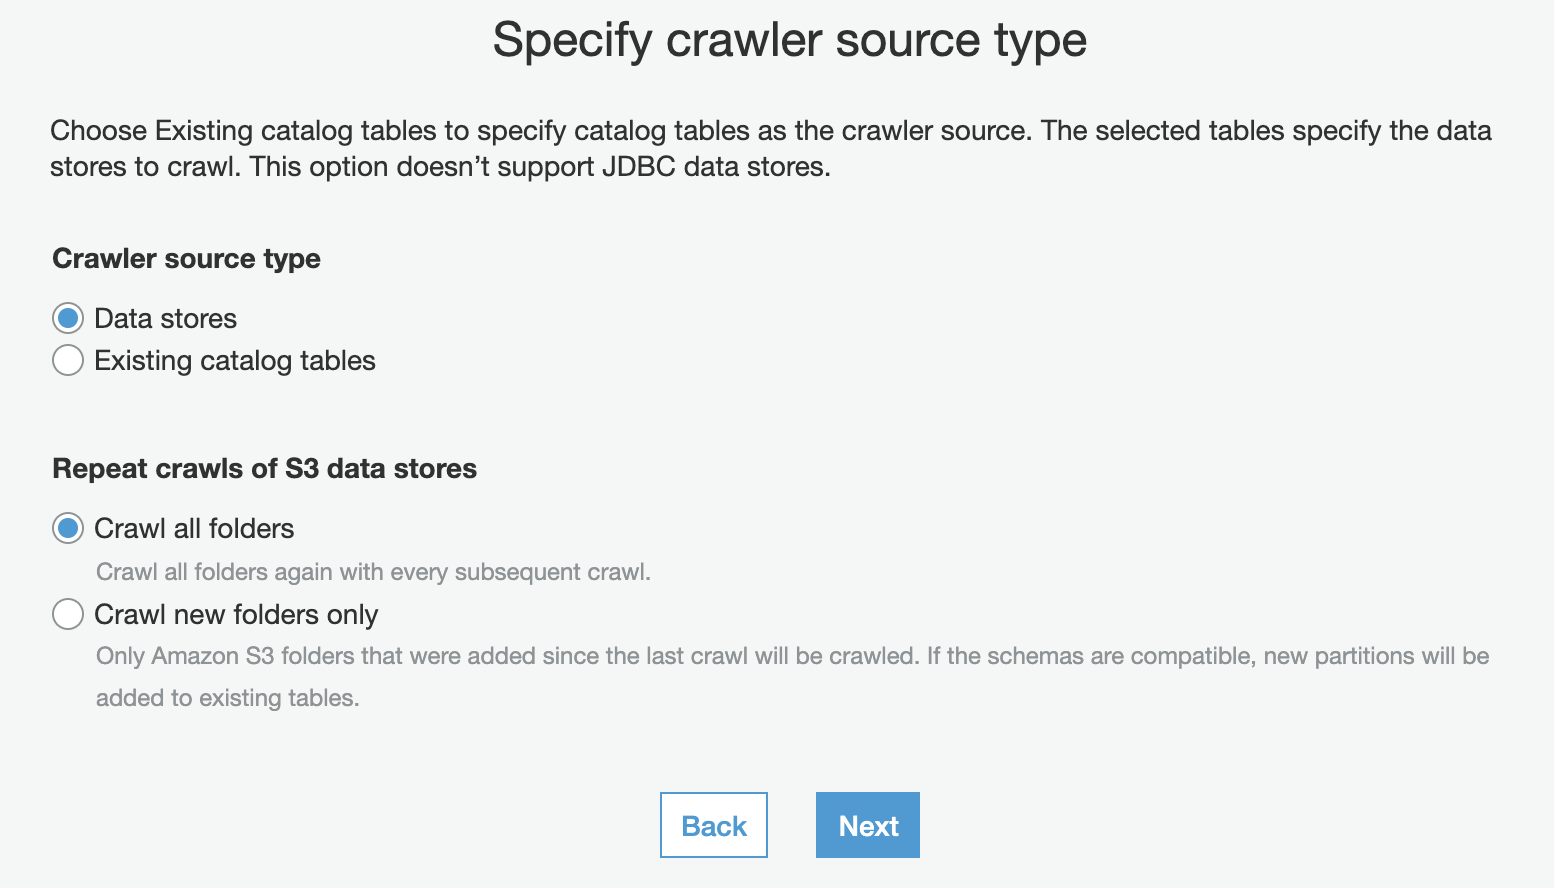 Specify crawler source type
Choose Existing catalog tables to specify catalog tables as the crawler source. The selected tables specify the data
stores to crawl. This option doesn’t support JDBC data stores.
Crawler source type
Data stores
Existing catalog tables
Repeat crawls of S3 data stores
Crawl all folders
Crawl all folders again with every subsequent crawl.
Crawl new folders only
Only Amazon S3 folders that were added since the last crawl will be crawled. If the schemas are compatible, new partitions will be
added to existing tables.
Back Next